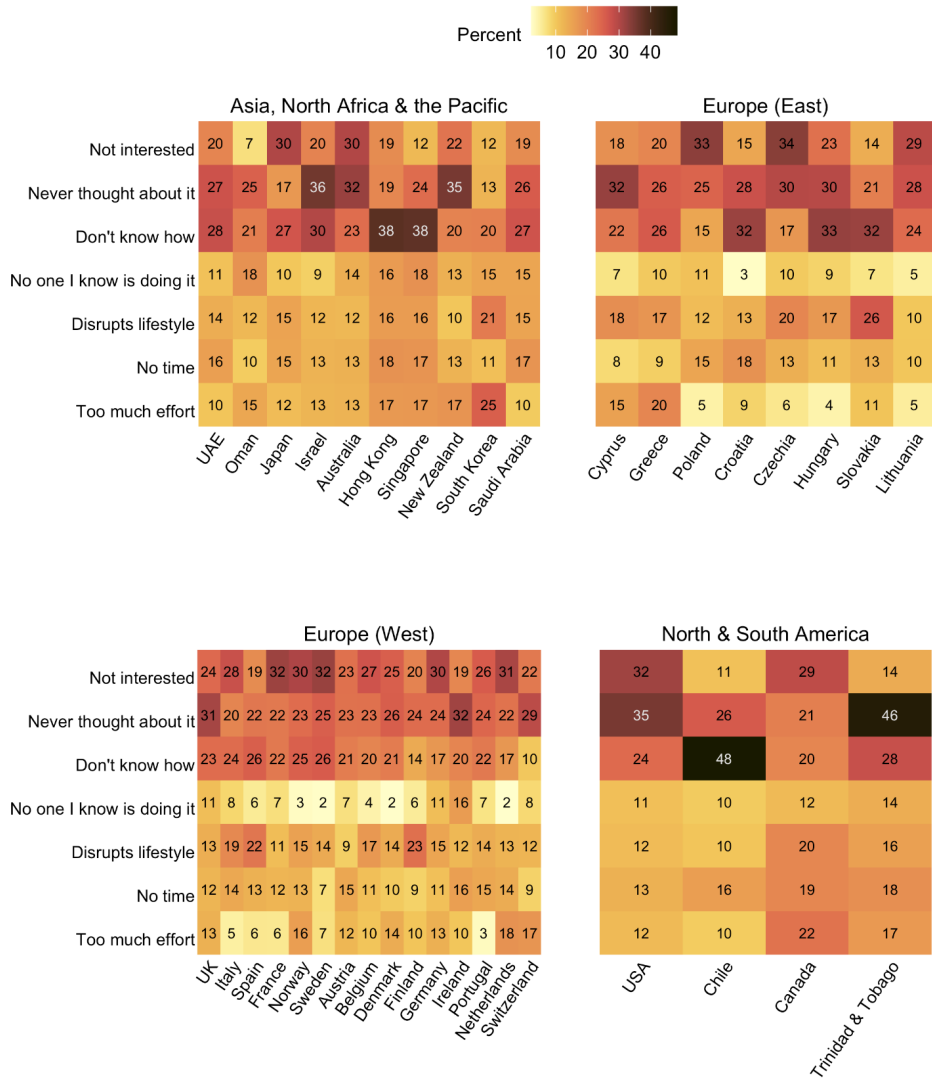 Percent
10 20 30 40
Asia, North Africa & the Pacific
Not interested 20 7 30 20 30 19 12 22 12 19
Never thought about it 27 25 17 36 32 19 24 35 13 26
Don't know how 28 21 27 30 23 38 38 20 20 27
No one I know is doing it 11 18 10 9 14 16 18 13 15 15
Disrupts lifestyle 14 12 15 12 12 16 16 10 21 15
No time 16 10 15 13 13 18 17 13 11 17
Too much effort 10 15 12 13 13 17 17 17 25 10
UAE Oman Japan Israel Australia Hong Kong Singapore New Zealand South Korea Saudi Arabia
Europe (East)
18 20 33 15 34 23 14 29
32 26 25 28 30 30 21 28
22 26 15 32 17 33 32 24
7 10 11 3 10 9 7 5
18 17 12 13 20 17 26 10
8 9 15 18 13 11 13 10
15 20 5 9 6 4 11 5
Cyprus Greece Poland Croatia Czechia Hungary Slovakia Lithuania
Europe (West)
Not interested 24 28 19 32 30 32 23 27 25 20 30 19 26 31 22
Never thought about it 31 20 22 22 23 25 23 23 26 24 24 32 24 22 29
Don't know how 23 24 26 22 25 26 21 20 21 14 17 20 22 17 10
No one I know is doing it 11 8 6 7 3 2 7 4 2 6 11 16 7 2 8
Disrupts lifestyle 13 19 22 11 15 14 9 17 14 23 15 12 14 13 12
No time 12 14 13 12 13 7 15 11 10 9 11 16 15 14 9
Too much effort 13 5 6 6 16 7 12 10 14 10 13 10 3 18 17
UK Italy Spain France Norway Sweden Austria Belgium Denmark Finland Germany Ireland Portugal Netherlands Switzerland
North & South America
32 11 29 14
35 26 21 46
24 48 20 28
11 10 12 14
12 10 20 16
13 16 19 18
12 10 22 17
USA Chile Canada Trinidad & Tobago